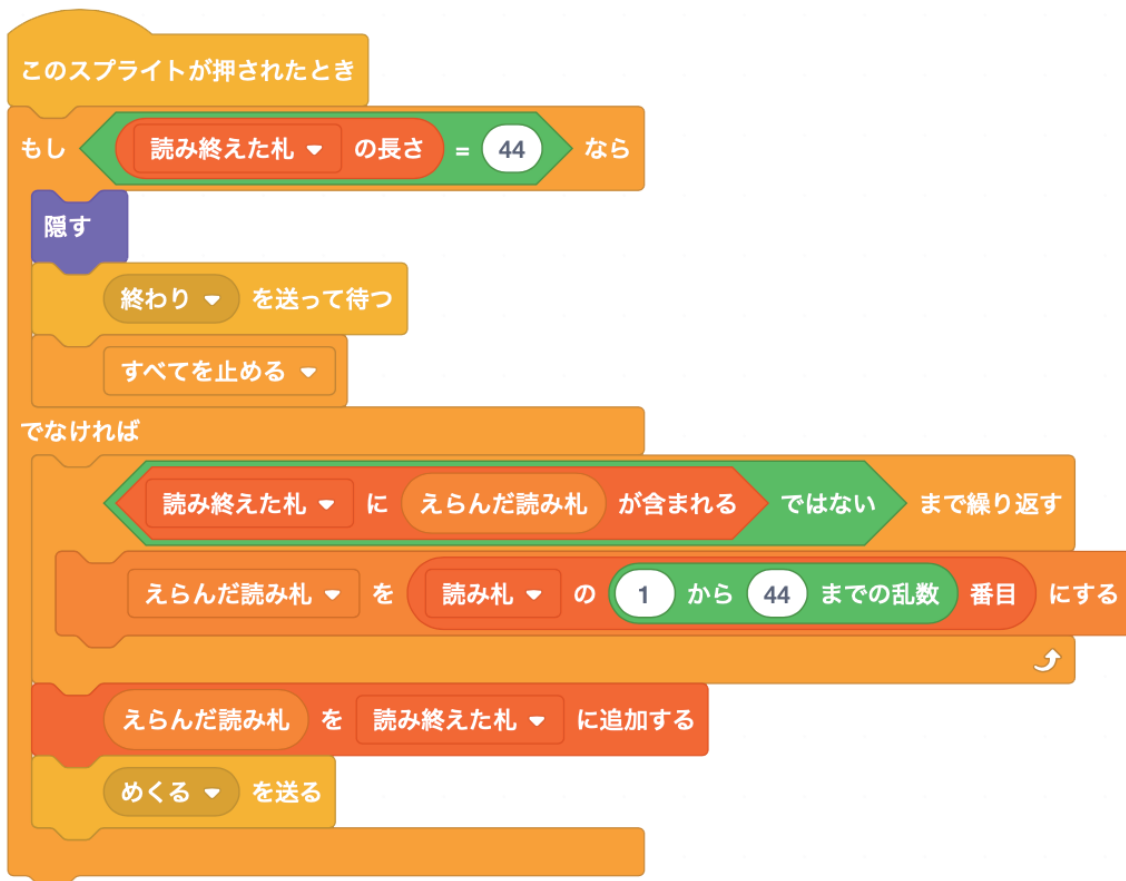 このスプライトが押されたとき
もし 読み終えた札 の長さ = 44 なら
隠す
終わり を送って待つ
すべてを止める
でなければ
読み終えた札 に えらんだ読み札 が含まれる ではない まで繰り返す
えらんだ読み札 を 読み札 の 1 から 44 までの乱数 番目 にする
えらんだ読み札 を 読み終えた札 に追加する
めくる を送る